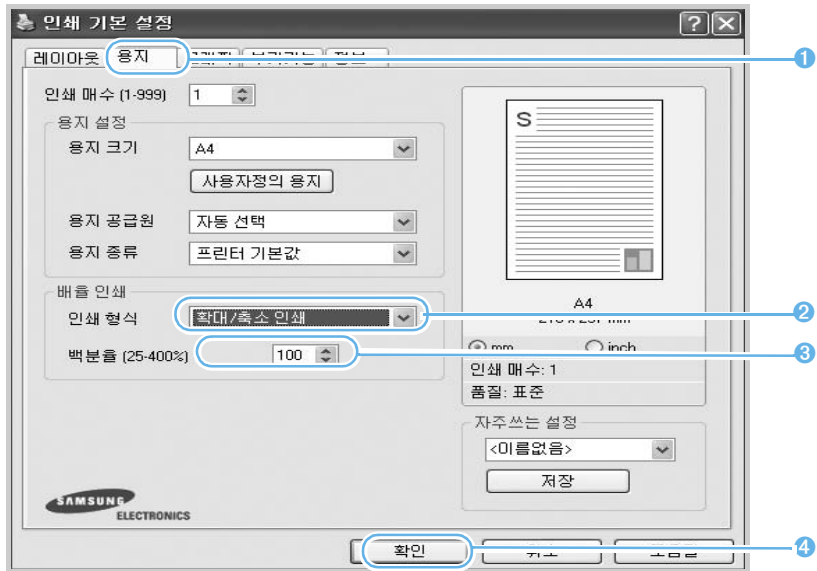 인쇄 기본 설정
레이아웃 용지 정보
1
인쇄 매수 (1-999) 1
용지 설정
용지 크기 A4
사용자정의 용지
용지 공급원 자동 선택
용지 종류 프린터 기본값
배율 인쇄
인쇄 형식 확대/축소 인쇄
2
백분율 (25-400%) 100
3
S
A4
mm inch
인쇄 매수: 1
품질: 표준
자주쓰는 설정
<이름없음>
저장
SAMSUNG
ELECTRONICS
확인
4